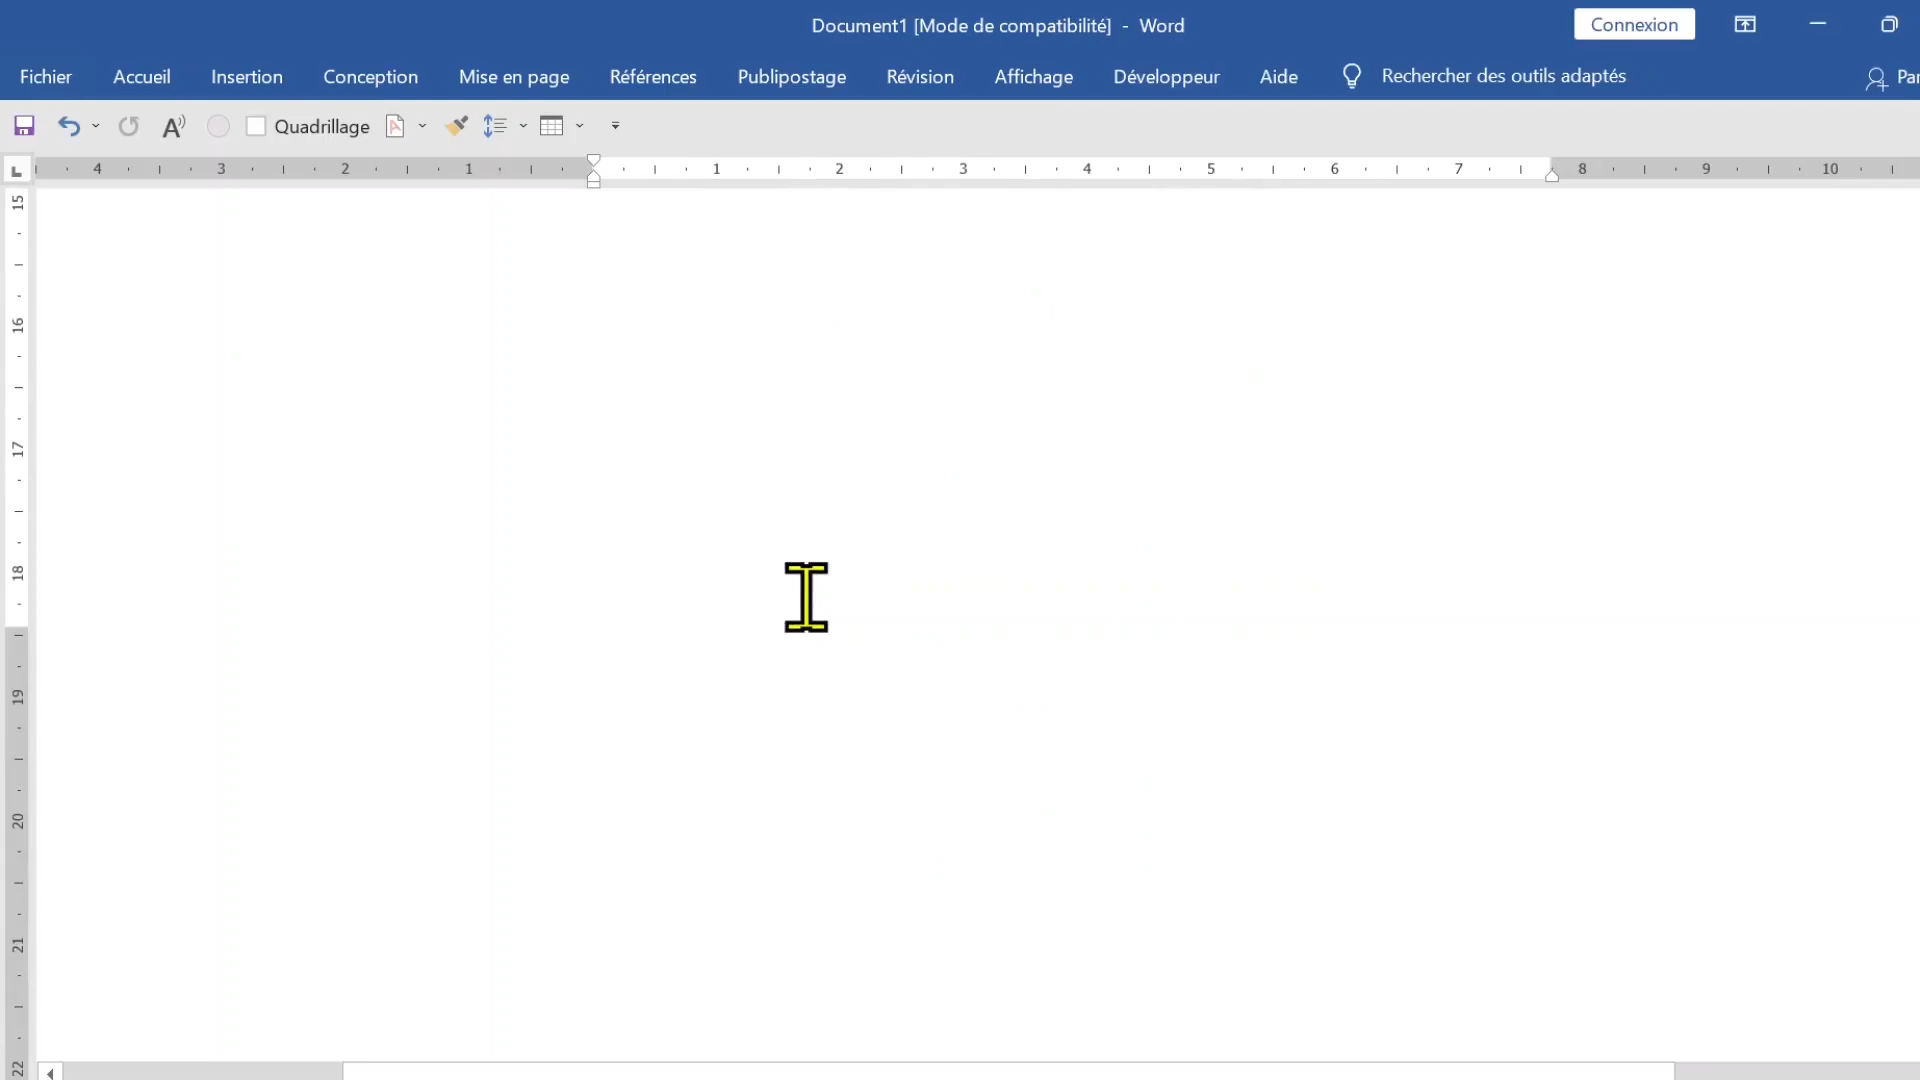 Document1 [Mode de compatibilité] - Word
Connexion
Fichier Accueil Insertion Conception Mise en page Références Publipostage Révision Affichage Développeur Aide Rechercher des outils adaptés Par
A Quadrillage A
4 3 2 1 1 2 3 4 5 6 7 8 9 10
15
16
17
18
19
20
21
22